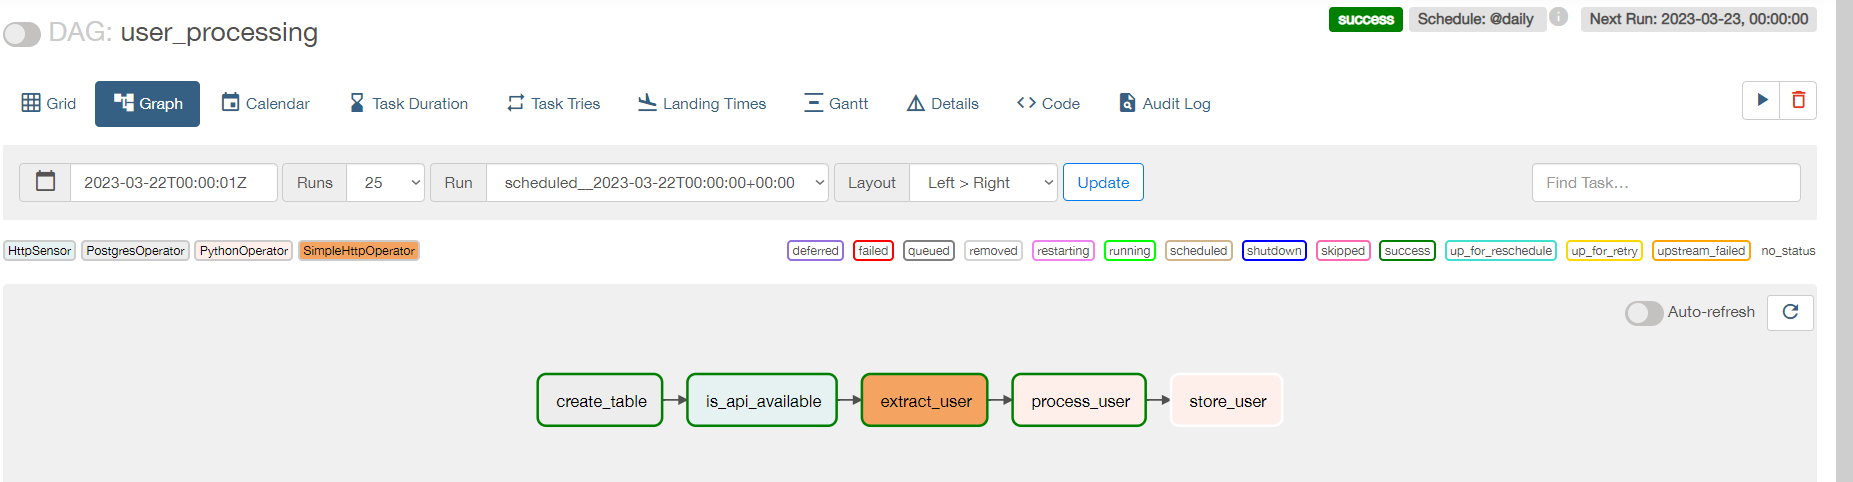 DAG: user_processing
success Schedule: @daily Next Run: 2023-03-23, 00:00:00
Grid Graph Calendar Task Duration Task Tries Landing Times Gantt Details Code Audit Log
2023-03-22T00:00:01Z Runs 25 Run scheduled__2023-03-22T00:00:00+00:00 Layout Left > Right Update Find Task...
HttpSensor PostgresOperator PythonOperator SimpleHttpOperator deferred failed queued removed restarting running scheduled shutdown skipped success up_for_reschedule up_for_retry upstream_failed no_status
Auto-refresh
create_table is_api_available extract_user process_user store_user